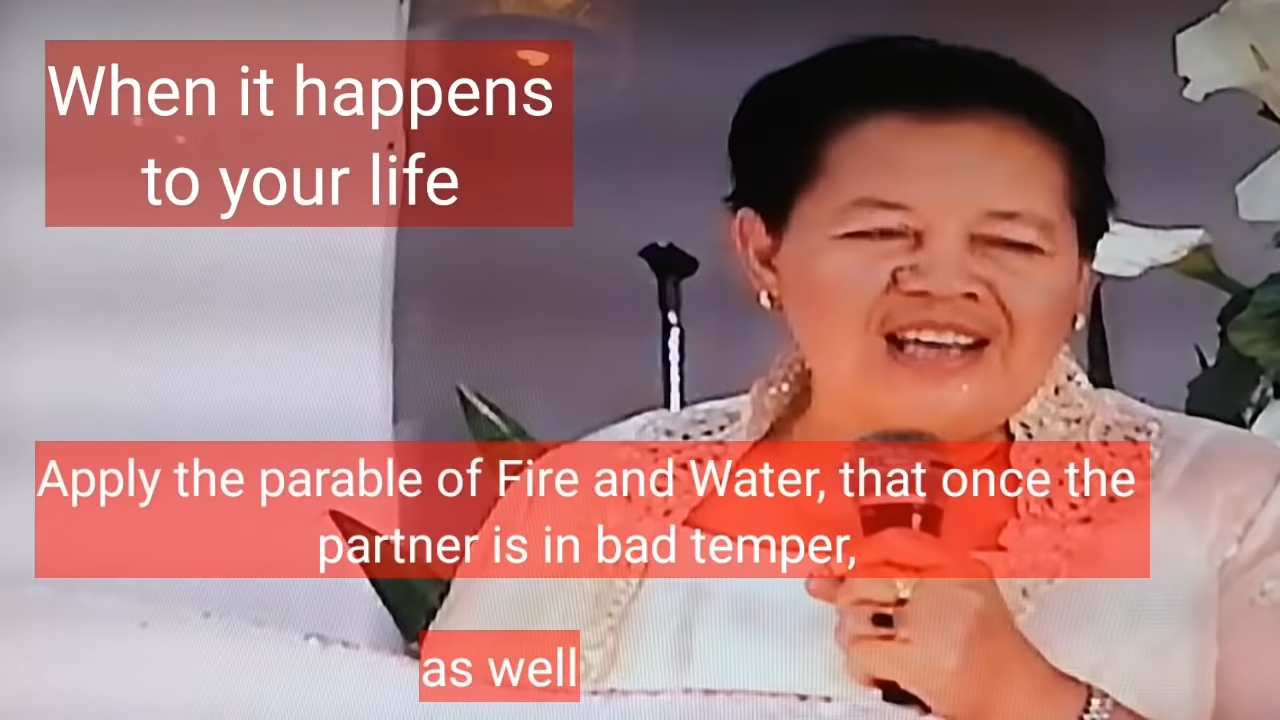 When it happens
to your life
Apply the parable of Fire and Water, that once the
partner is in bad temper,
as well